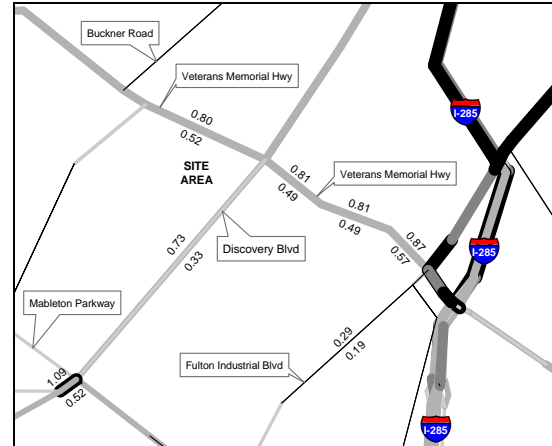 Buckner Road
Veterans Memorial Hwy
I-285
0.80
0.52
SITE
AREA
0.81
0.49
Veterans Memorial Hwy
0.81
0.49
0.87
0.57
0.73
0.33
Discovery Blvd
I-285
Mableton Parkway
0.29
0.19
Fulton Industrial Blvd
1.09
0.52
I-285